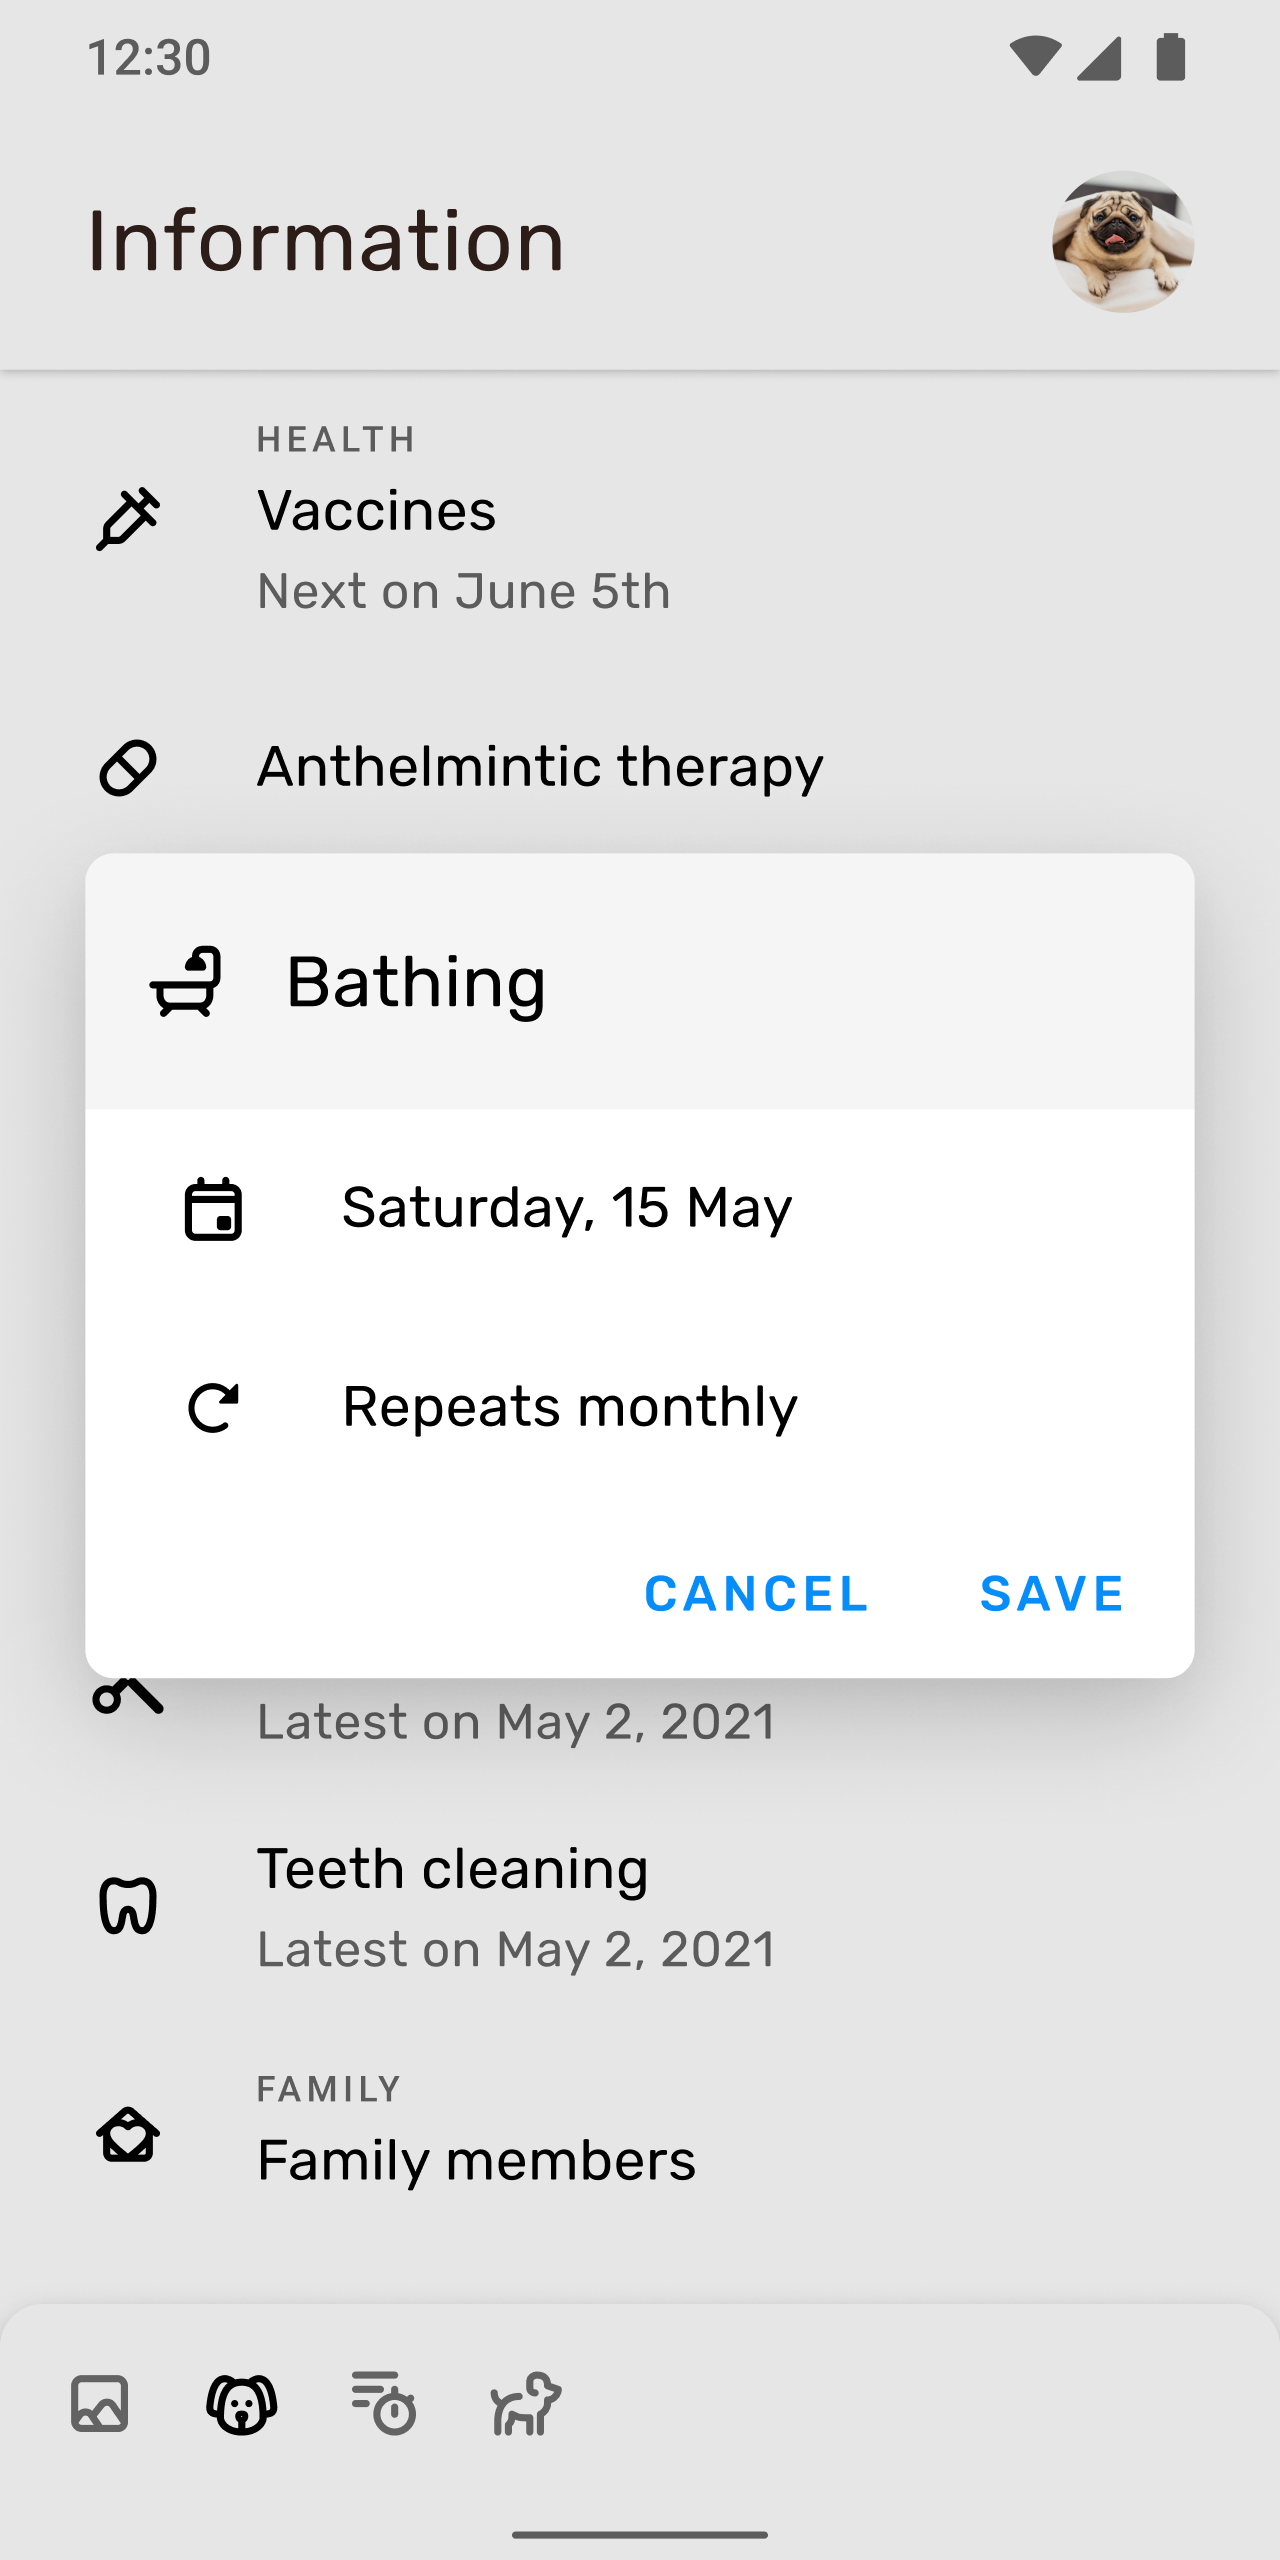 12:30
Information
HEALTH
Vaccines
Next on June 5th
Anthelmintic therapy
Bathing
Saturday, 15 May
Repeats monthly
CANCEL SAVE
Latest on May 2, 2021
Teeth cleaning
Latest on May 2, 2021
FAMILY
Family members